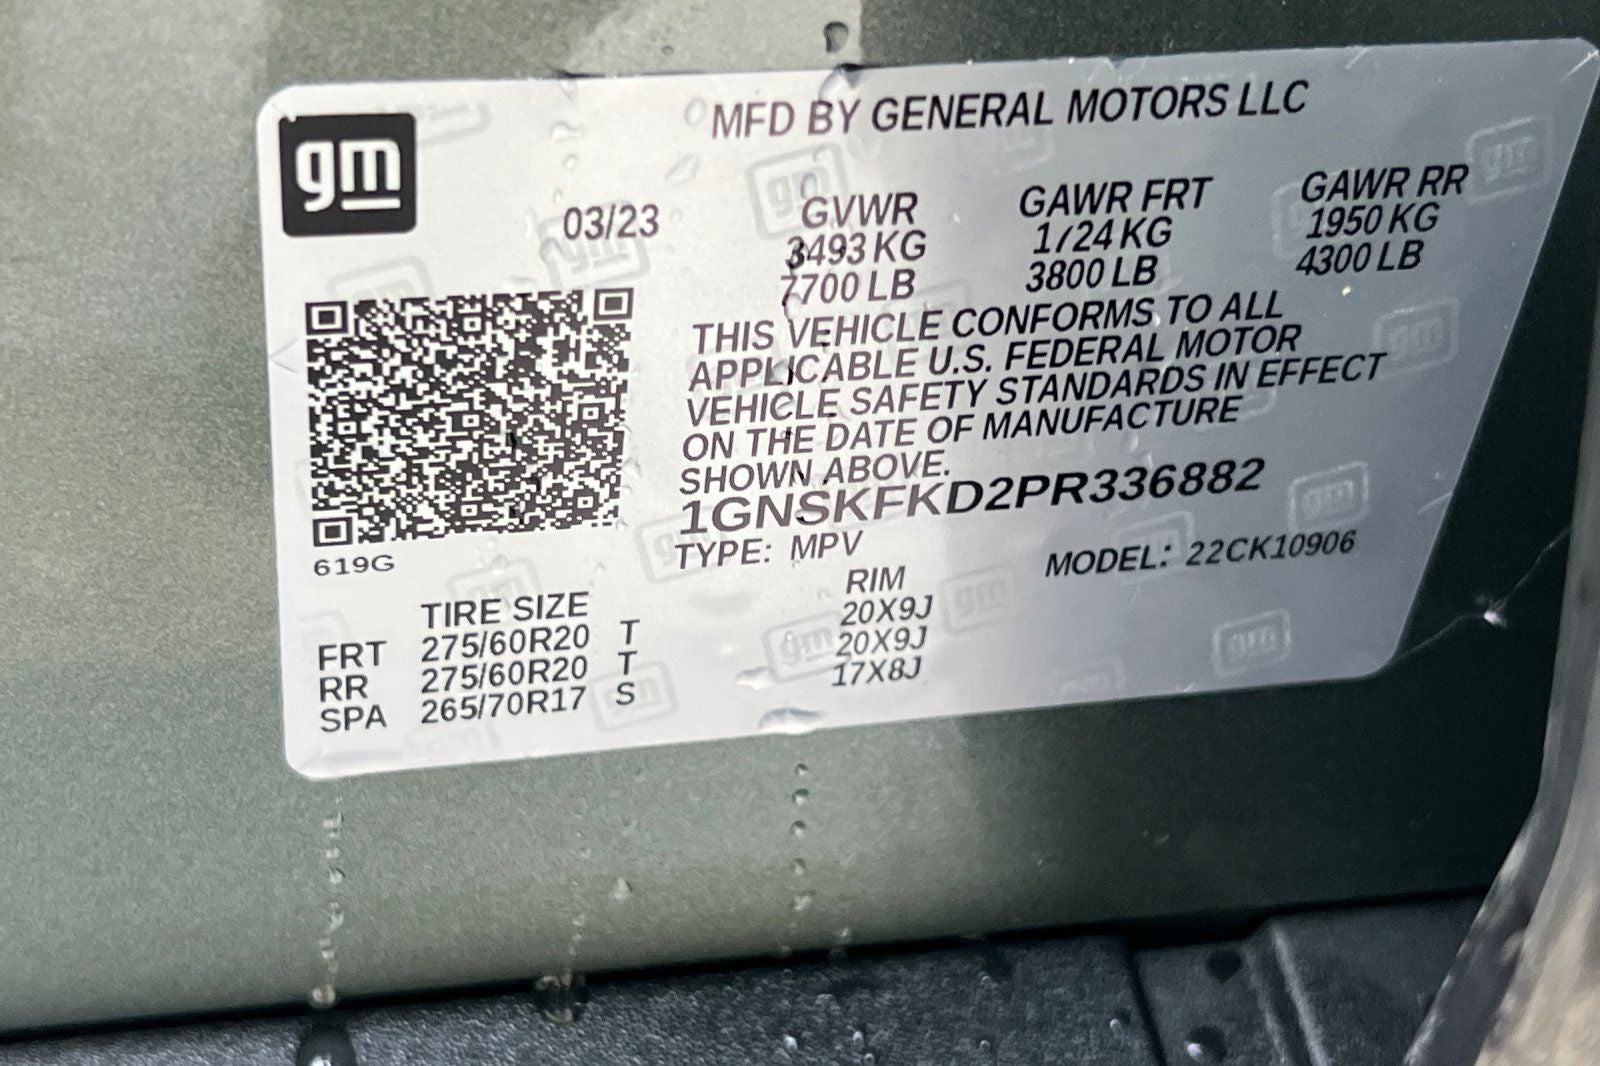 gm
MFD BY GENERAL MOTORS LLC
03/23 GVWR GAWR FRT GAWR RR
3493 KG 1724 KG 1950 KG
7700 LB 3800 LB 4300 LB
THIS VEHICLE CONFORMS TO ALL
APPLICABLE U.S. FEDERAL MOTOR
VEHICLE SAFETY STANDARDS IN EFFECT
ON THE DATE OF MANUFACTURE
SHOWN ABOVE.
1GNSKFKD2PR336882
619G
TYPE: MPV MODEL: 22CK10906
TIRE SIZE RIM
FRT 275/60R20 T 20X9J
RR 275/60R20 T 20X9J
SPA 265/70R17 S 17X8J